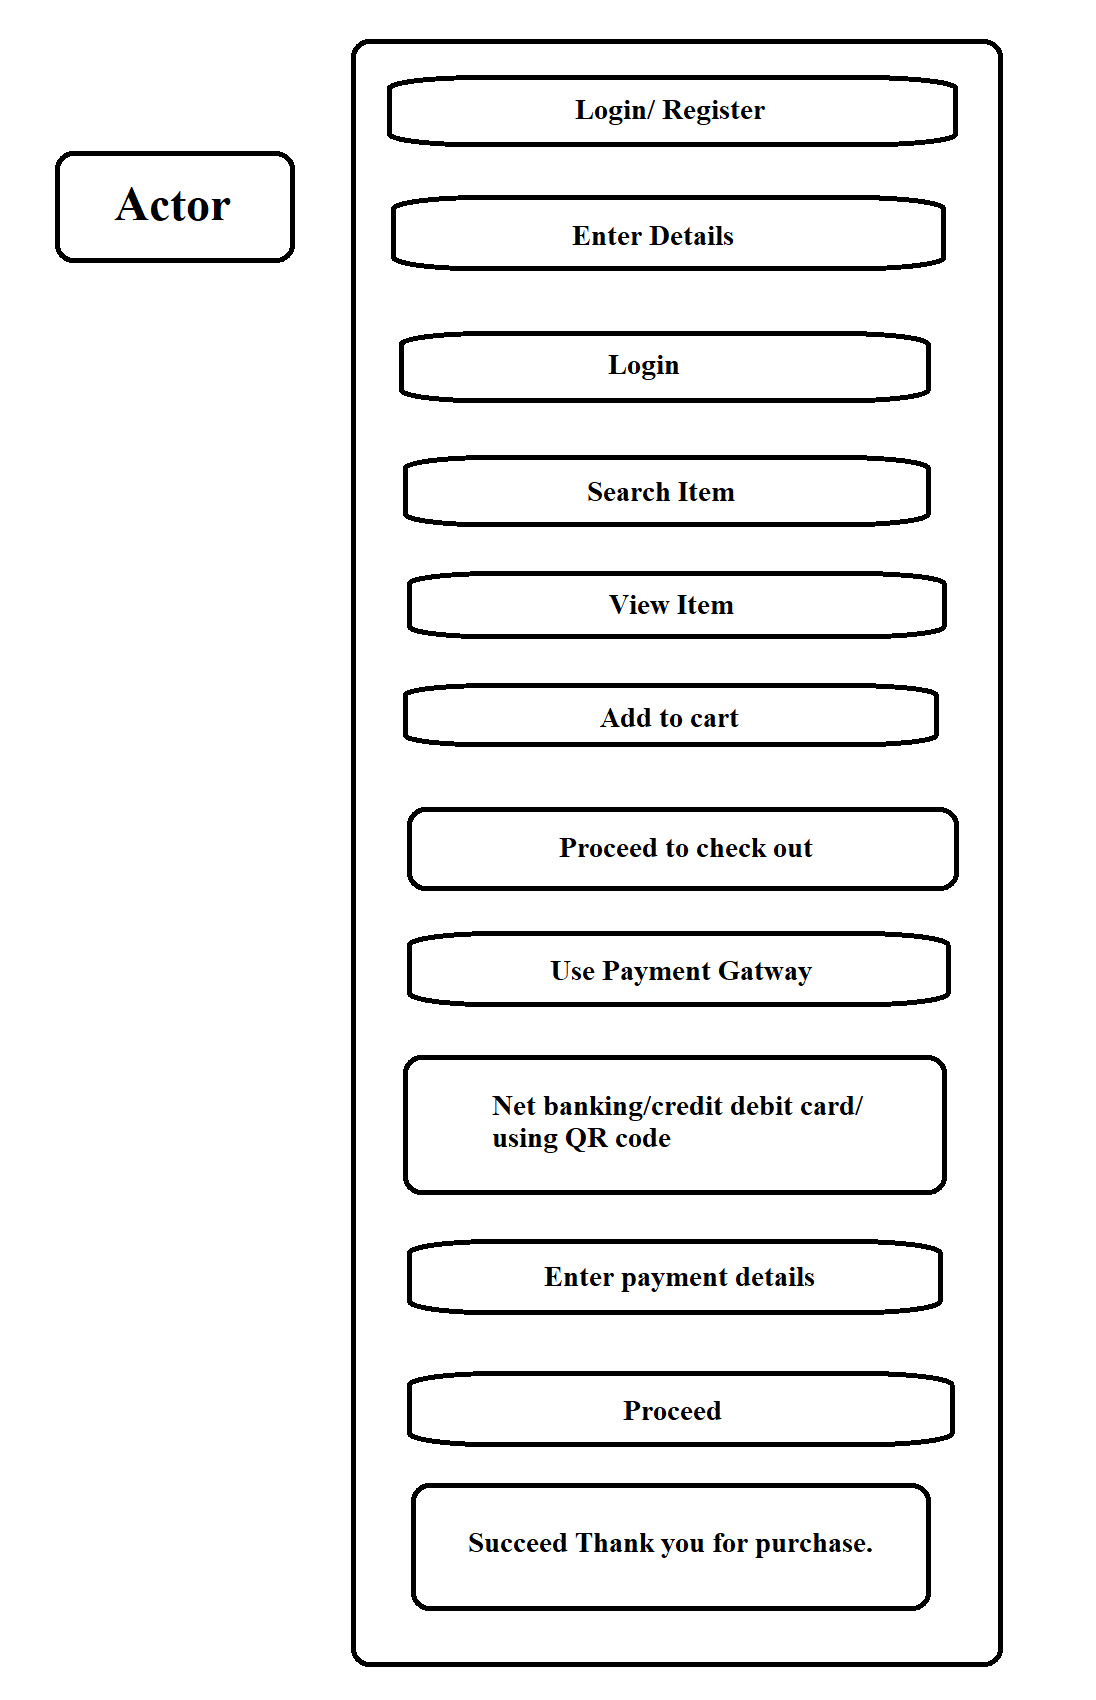 Login/ Register
Actor
Enter Details
Login
Search Item
View Item
Add to cart
Proceed to check out
Use Payment Gatway
Net banking/credit debit card/
using QR code
Enter payment details
Proceed
Succeed Thank you for purchase.